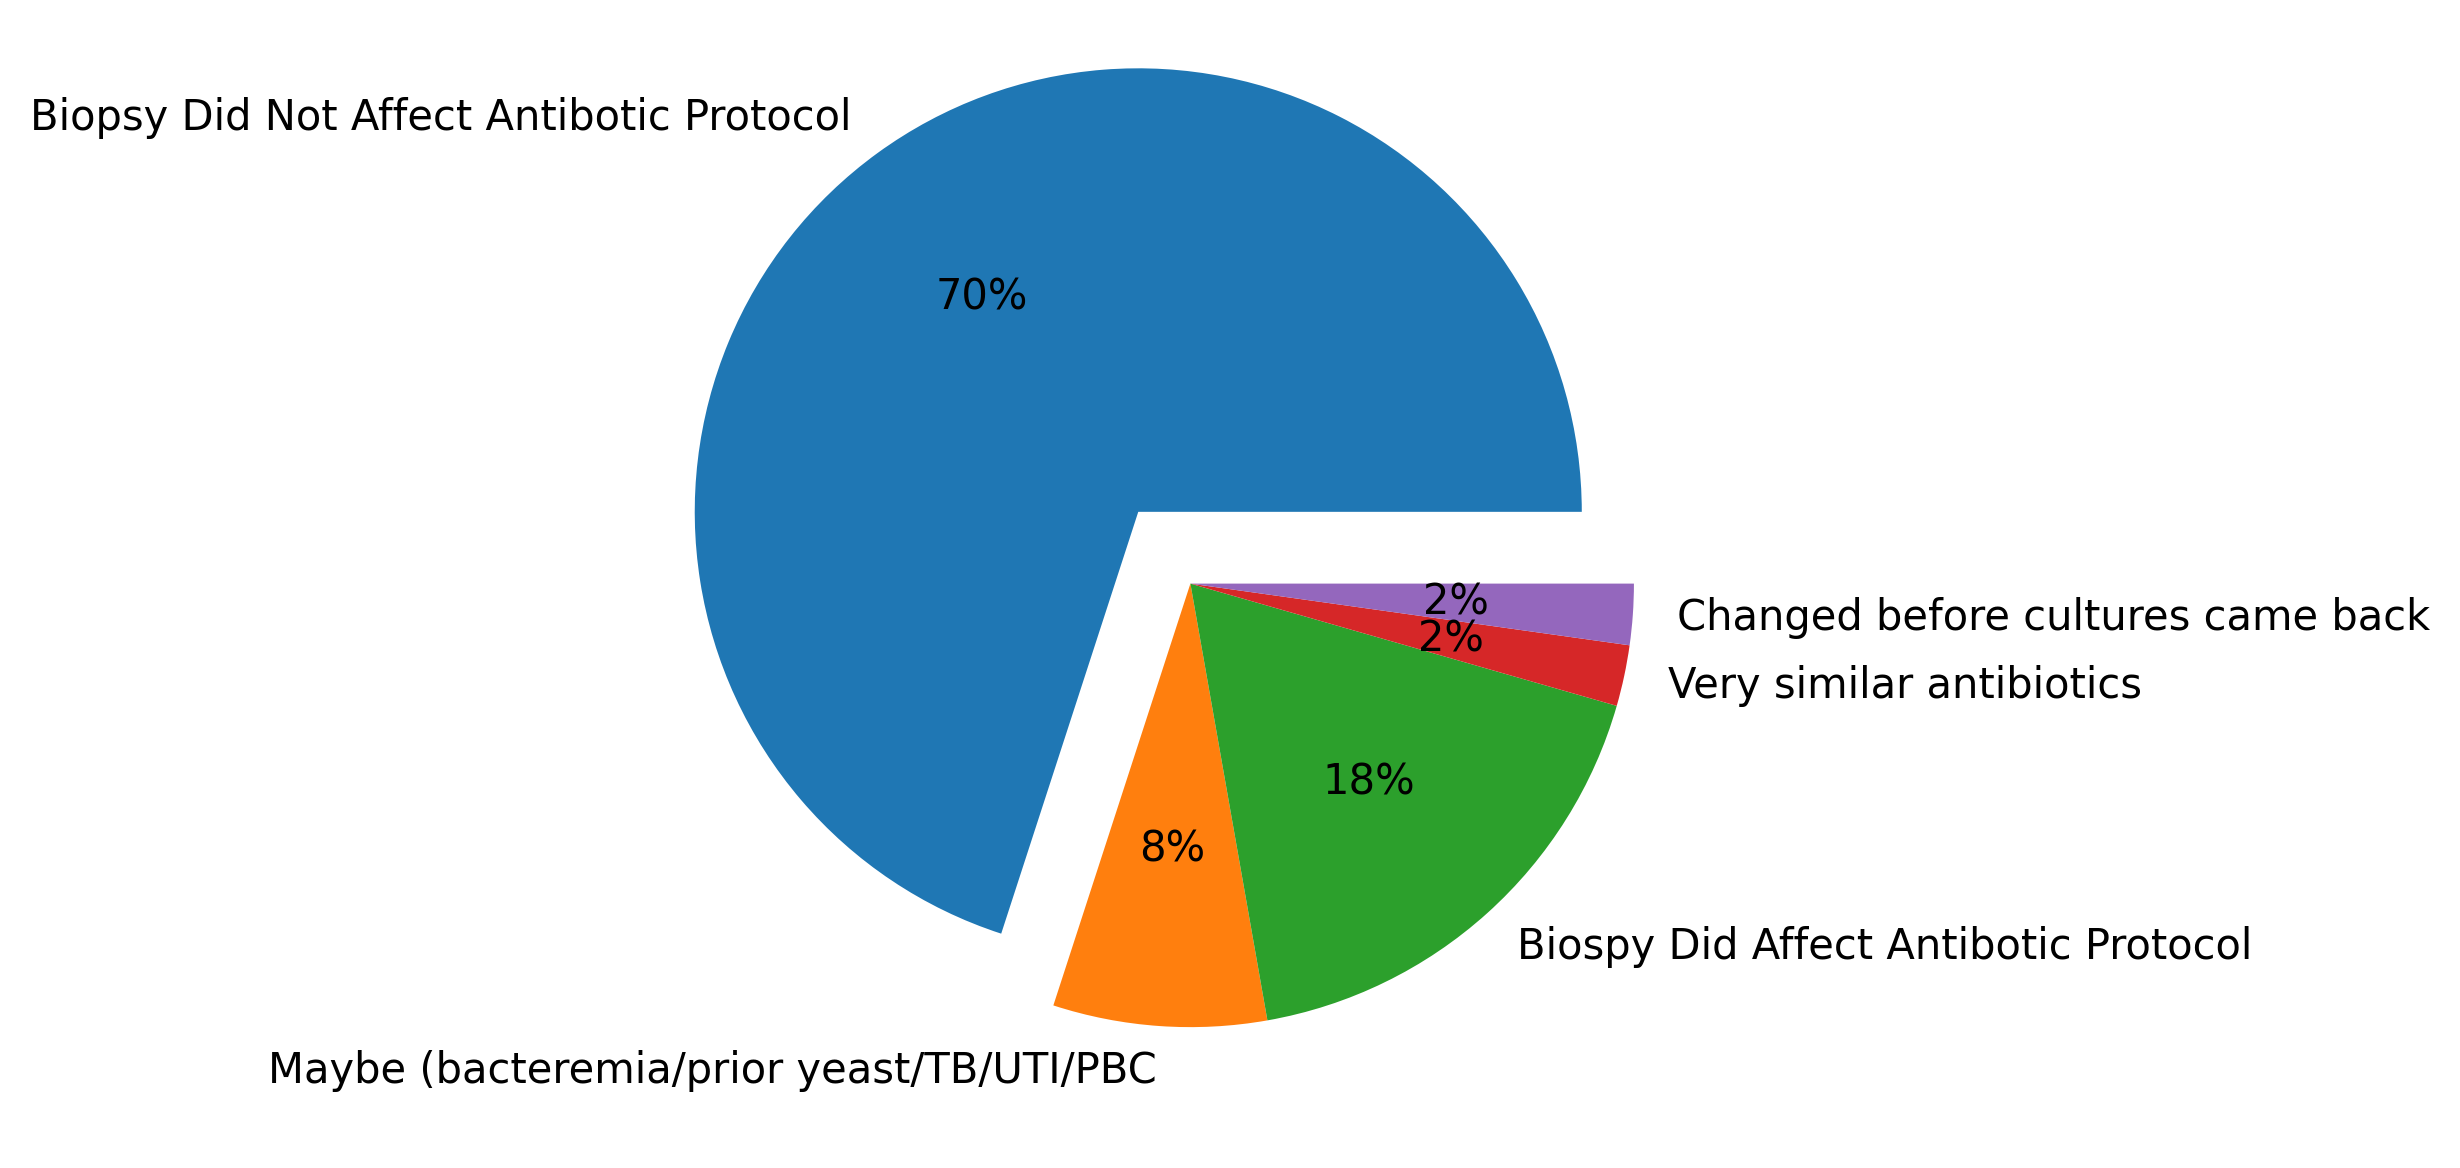 Biopsy Did Not Affect Antibotic Protocol
70%
2%
Changed before cultures came back
2%
Very similar antibiotics
18%
8%
Biospy Did Affect Antibotic Protocol
Maybe (bacteremia/prior yeast/TB/UTI/PBC